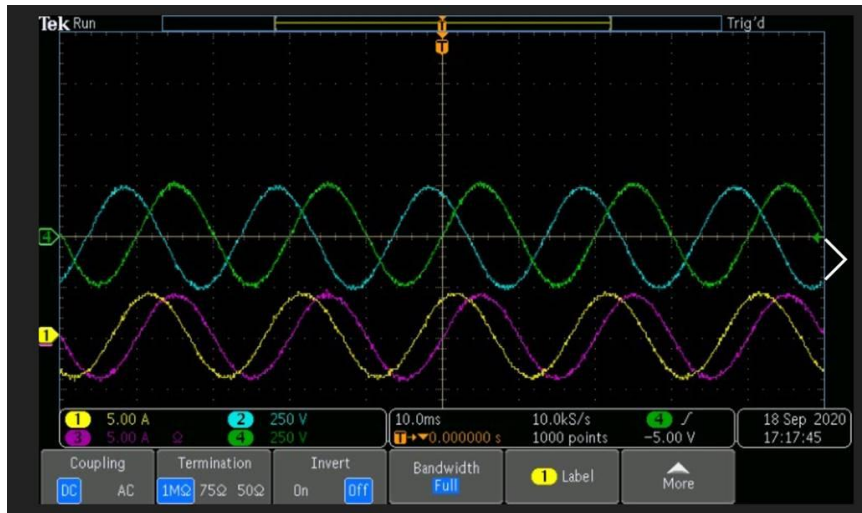 Tek Run Trig'd
T
T
4
1
1 5.00 A 2 250 V
3 5.00 A Ω 4 250 V
10.0ms 10.0kS/s 4
T→▼0.000000 s 1000 points −5.00 V
18 Sep 2020
17:17:45
Coupling
DC AC
Termination
1MΩ 75Ω 50Ω
Invert
On Off
Bandwidth
Full
1 Label
More